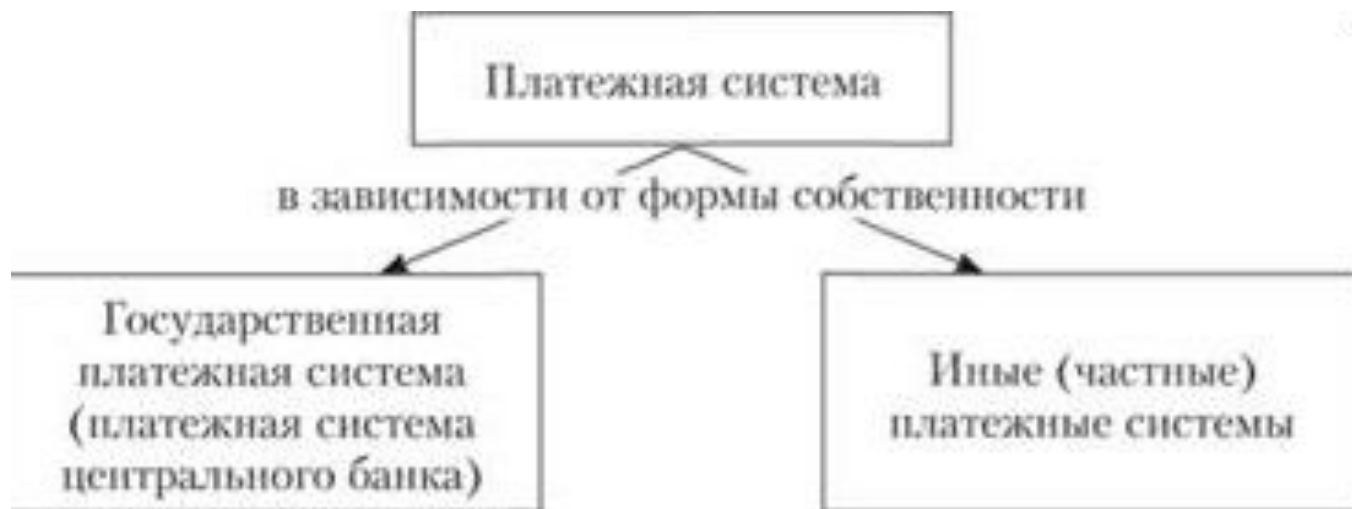 Платежная система
в зависимости от формы собственности
Государственная
платежная система
(платежная система
центрального банка)
Иные (частные)
платежные системы